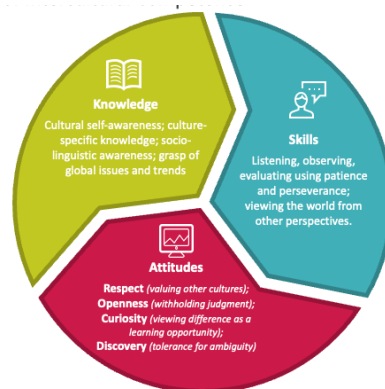 Knowledge
Cultural self-awareness; culture-
specific knowledge; socio-
linguistic awareness; grasp of
global issues and trends
Skills
Listening, observing,
evaluating using patience
and perseverance;
viewing the world from
other perspectives.
Attitudes
Respect (valuing other cultures);
Openness (withholding judgment);
Curiosity (viewing difference as a
learning opportunity);
Discovery (tolerance for ambiguity)